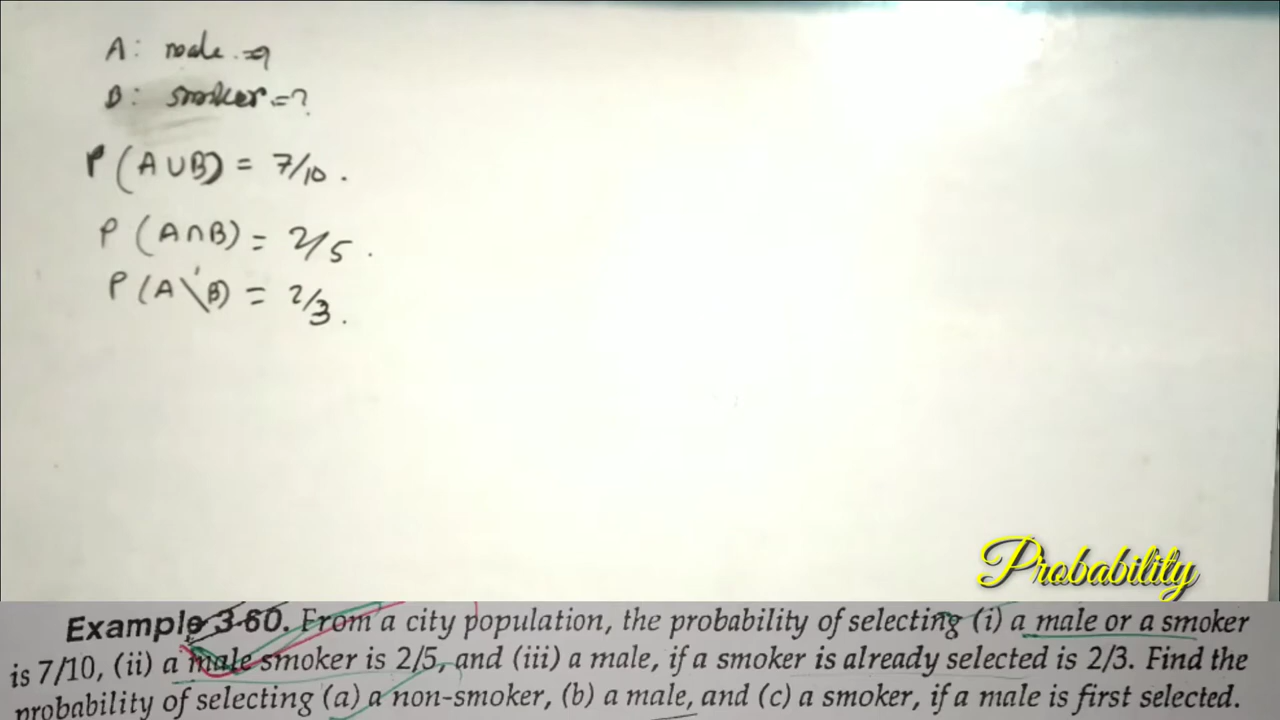 A: male =?
B: smoker =?
P (A∪B) = 7/10.
P (A∩B) = 2/5.
P (A\B) = 2/3.
Probability
Example 3·60. From a city population, the probability of selecting (i) a male or a smoker
is 7/10, (ii) a male smoker is 2/5, and (iii) a male, if a smoker is already selected is 2/3. Find the
probability of selecting (a) a non-smoker, (b) a male, and (c) a smoker, if a male is first selected.